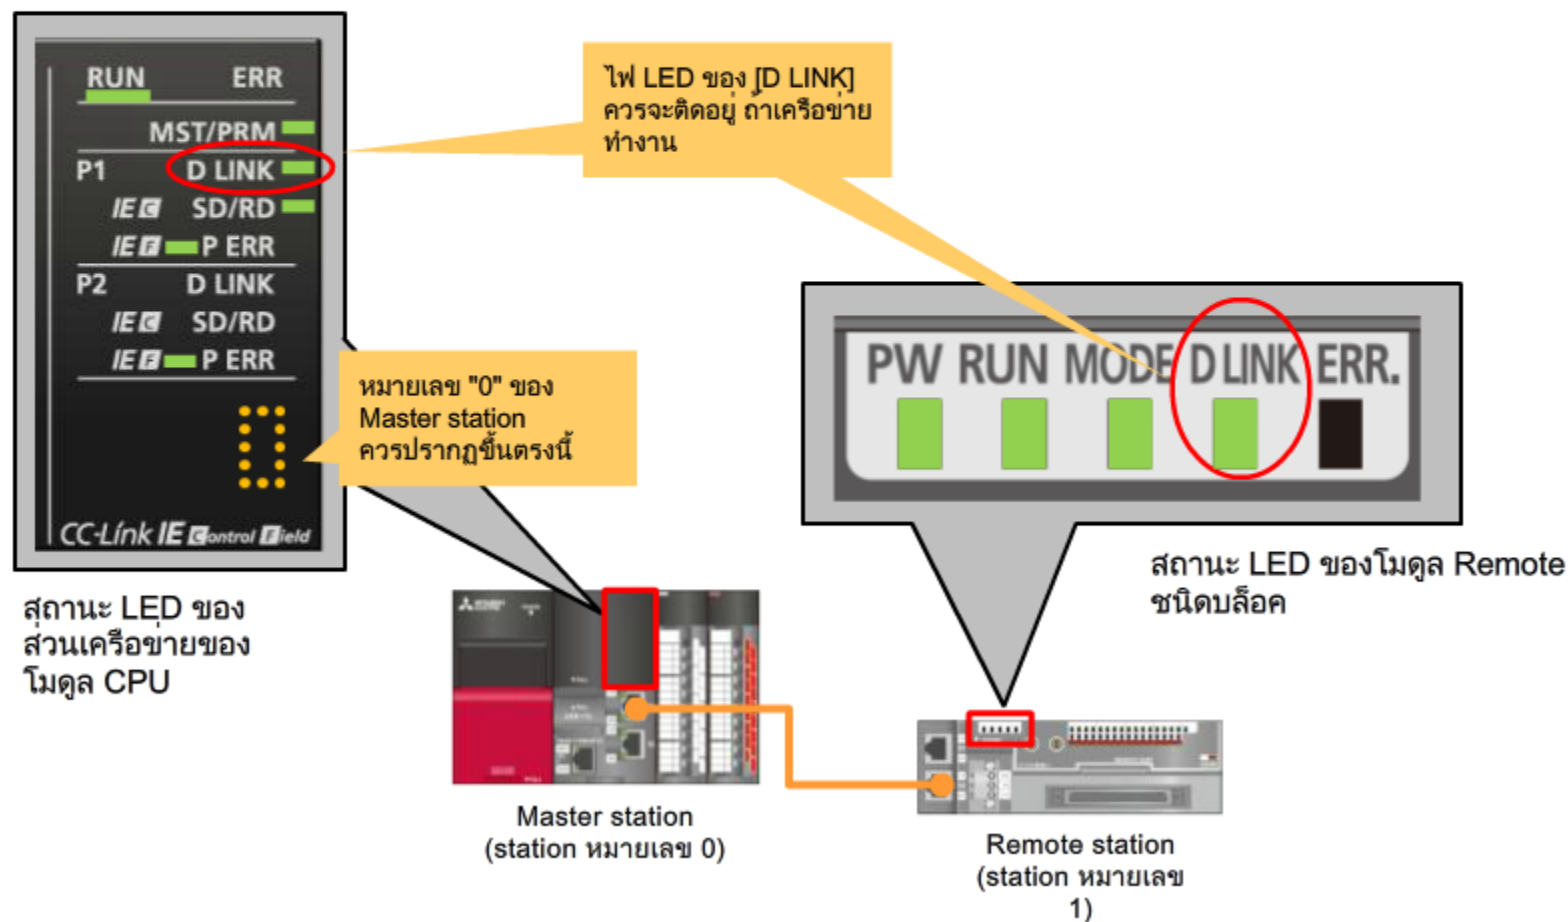 RUN ERR
MST/PRM
P1 D LINK
IE C SD/RD
IE F P ERR
P2 D LINK
IE C SD/RD
IE F P ERR
0
CC-Link IE Control Field
สถานะ LED ของ
ส่วนเครือข่ายของ
โมดูล CPU
ไฟ LED ของ [D LINK]
ควรจะติดอยู่ ถ้าเครือข่าย
ทำงาน
หมายเลข "0" ของ
Master station
ควรปรากฏขึ้นตรงนี้
PW RUN MODE D LINK ERR.
สถานะ LED ของโมดูล Remote
ชนิดบล็อค
Master station
(station หมายเลข 0)
Remote station
(station หมายเลข
1)